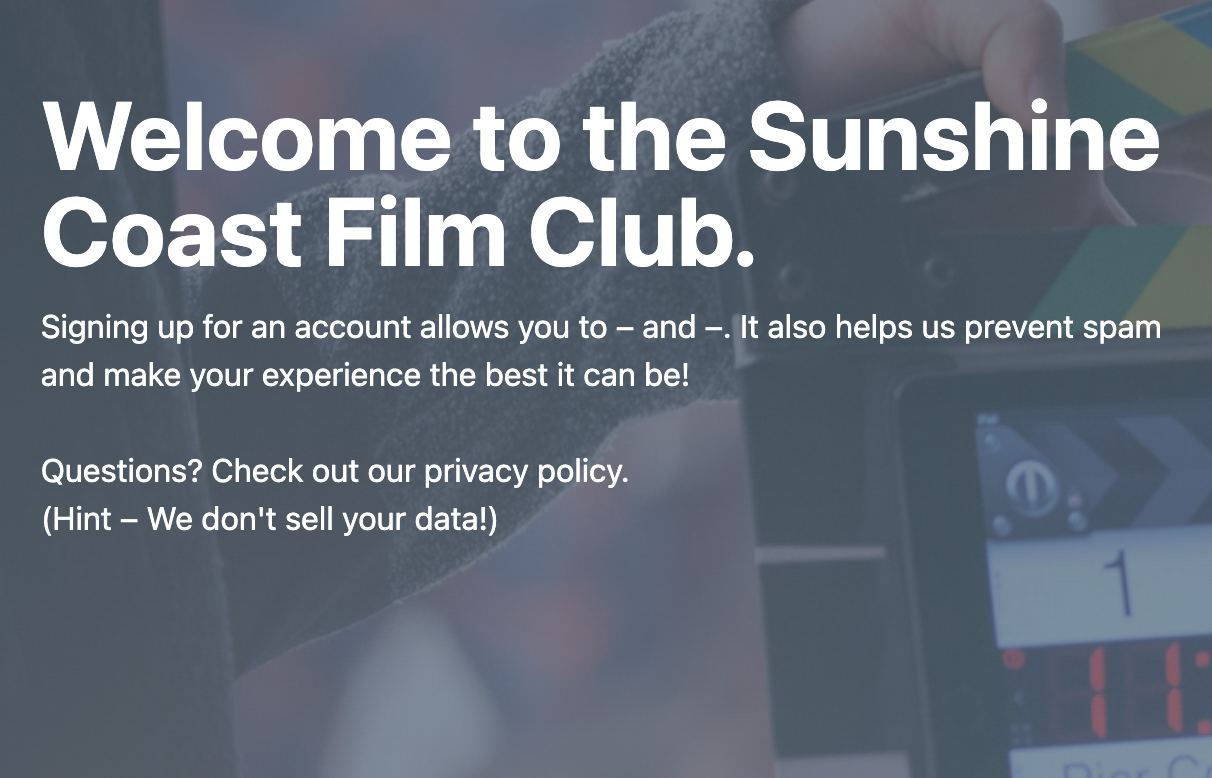 Welcome to the Sunshine
Coast Film Club.
Signing up for an account allows you to – and –. It also helps us prevent spam
and make your experience the best it can be!
Questions? Check out our privacy policy.
(Hint – We don't sell your data!)
1
11: